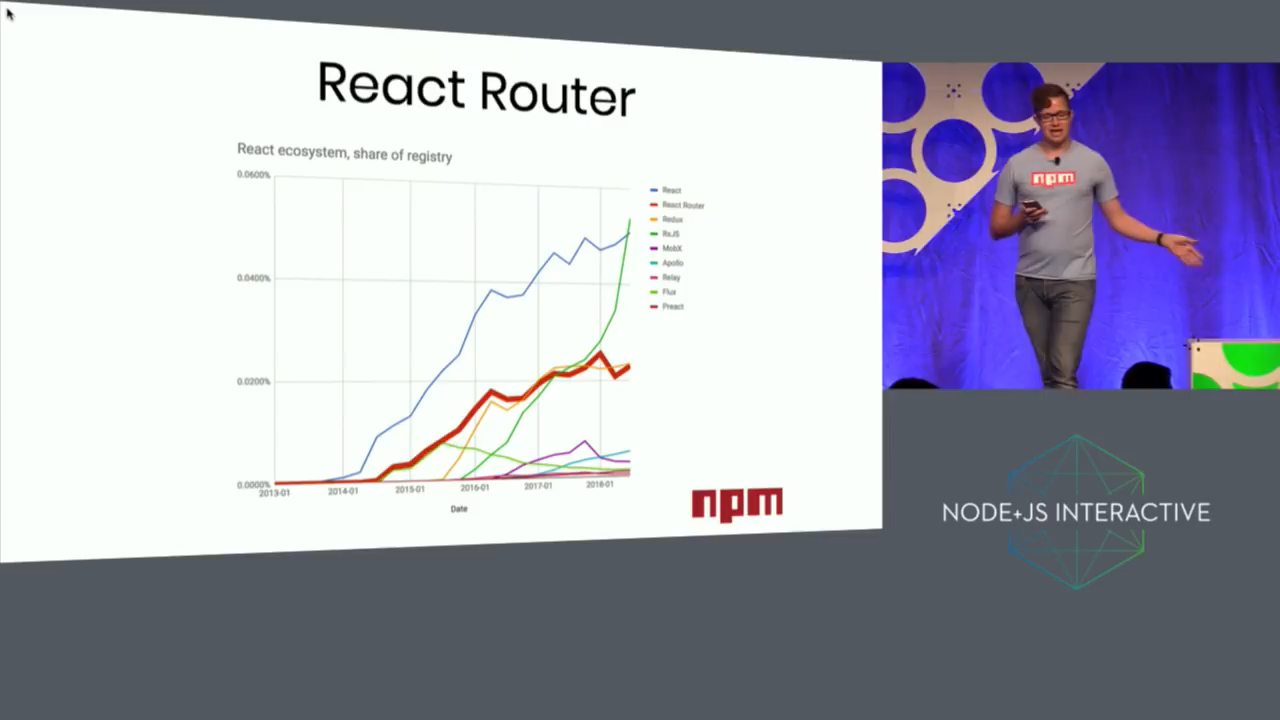 React Router
React ecosystem, share of registry
0.0600%
0.0400%
0.0200%
0.0000%
2013-01
2014-01
2015-01
2016-01
2017-01
2018-01
Date
React
React Router
Redux
RxJS
MobX
Apollo
Relay
Flux
Preact
npm
npm
NODE+JS INTERACTIVE